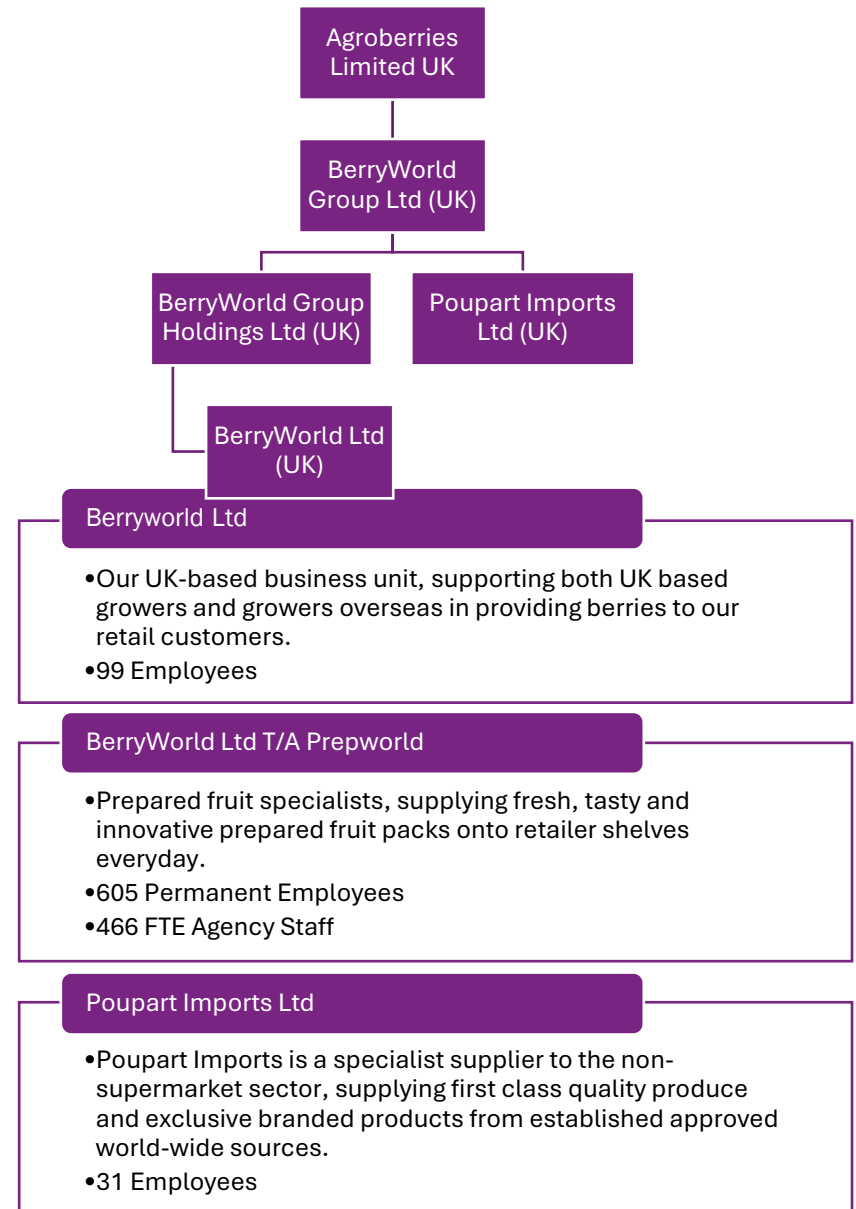 Agroberries
Limited UK
BerryWorld
Group Ltd (UK)
BerryWorld Group
Holdings Ltd (UK)
Poupart Imports
Ltd (UK)
BerryWorld Ltd
(UK)
Berryworld Ltd
•Our UK-based business unit, supporting both UK based
growers and growers overseas in providing berries to our
retail customers.
•99 Employees
BerryWorld Ltd T/A Prepworld
•Prepared fruit specialists, supplying fresh, tasty and
innovative prepared fruit packs onto retailer shelves
everyday.
•605 Permanent Employees
•466 FTE Agency Staff
Poupart Imports Ltd
•Poupart Imports is a specialist supplier to the non-
supermarket sector, supplying first class quality produce
and exclusive branded products from established approved
world-wide sources.
•31 Employees